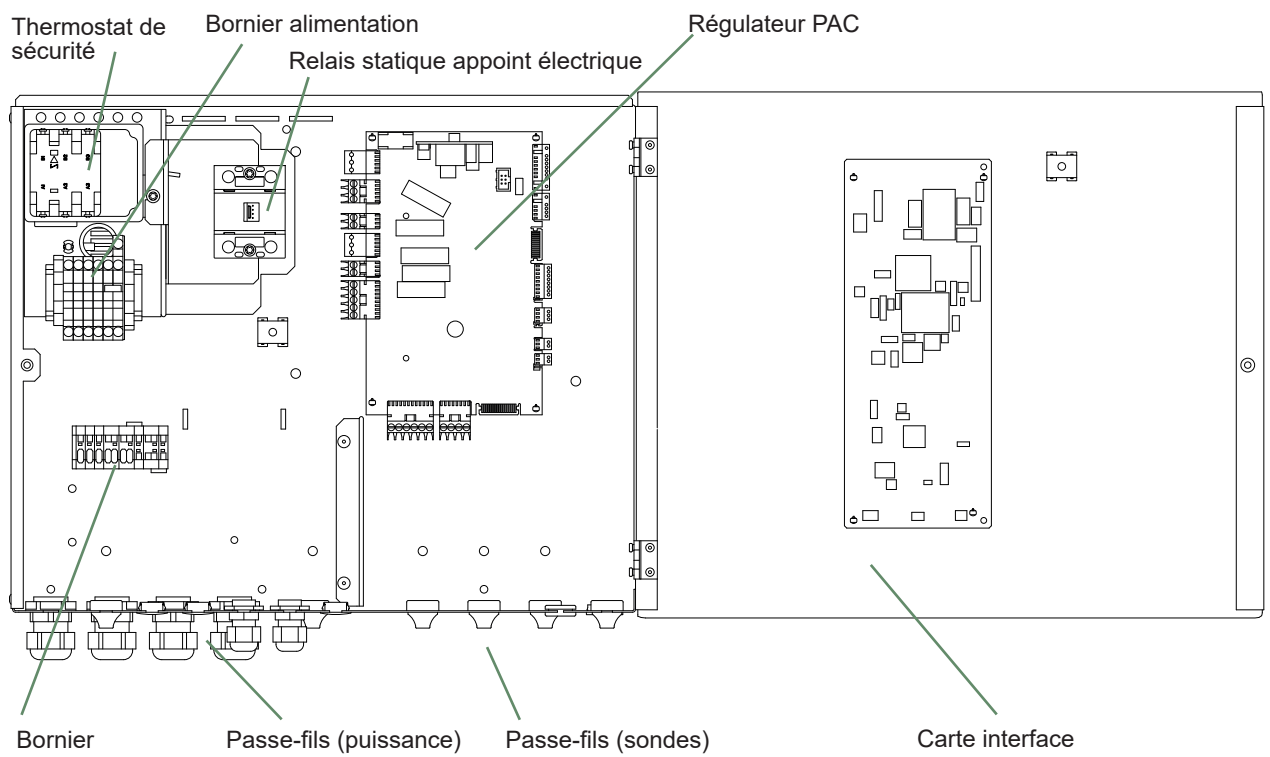 Thermostat de
sécurité
Bornier alimentation
Relais statique appoint électrique
Régulateur PAC
Bornier
Passe-fils (puissance)
Passe-fils (sondes)
Carte interface